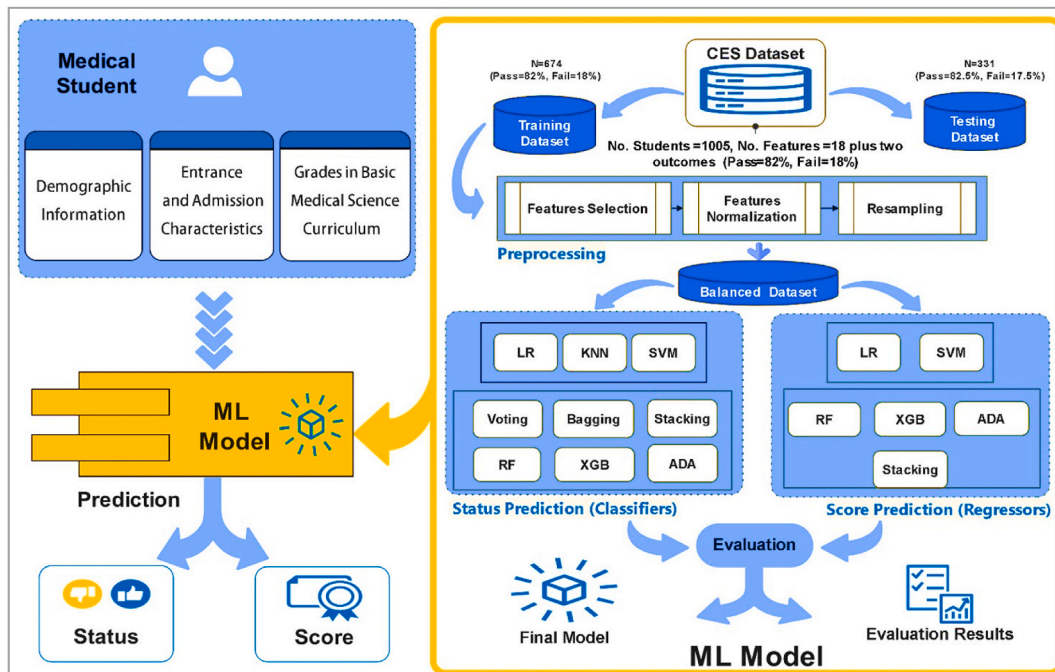 Medical
Student
Demographic
Information
Entrance
and Admission
Characteristics
Grades in Basic
Medical Science
Curriculum
ML
Model
Prediction
Status
Score
N=674
(Pass=82%, Fail=18%)
CES Dataset
N=331
(Pass=82.5%, Fail=17.5%)
Training
Dataset
Testing
Dataset
No. Students =1005, No. Features =18 plus two
outcomes (Pass=82%, Fail=18%)
Features Selection
Features
Normalization
Resampling
Preprocessing
Balanced Dataset
LR KNN SVM
Voting Bagging Stacking
RF XGB ADA
Status Prediction (Classifiers)
LR SVM
RF XGB ADA
Stacking
Score Prediction (Regressors)
Evaluation
Final Model
Evaluation Results
ML Model